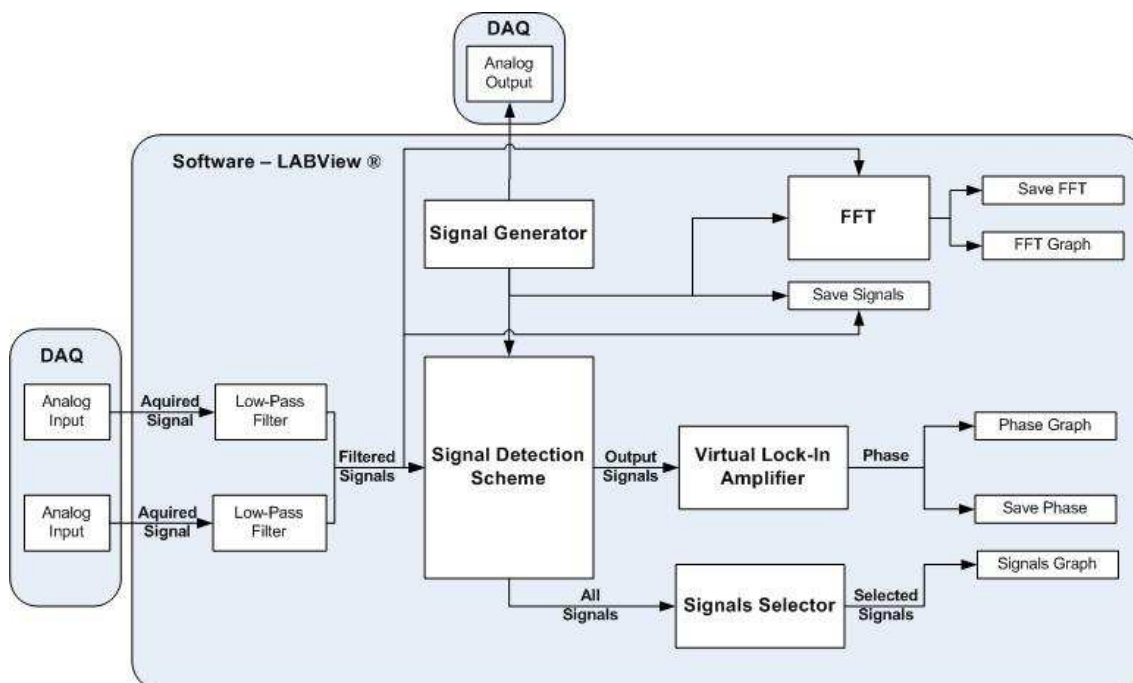 DAQ
Analog
Output
Software – LABView ®
Signal Generator
FFT
Save FFT
FFT Graph
Save Signals
DAQ
Analog
Input
Aquired
Signal
Low-Pass
Filter
Filtered
Signals
Signal Detection
Scheme
Output
Signals
Virtual Lock-In
Amplifier
Phase
Phase Graph
Save Phase
Analog
Input
Aquired
Signal
Low-Pass
Filter
All
Signals
Signals Selector
Selected
Signals
Signals Graph